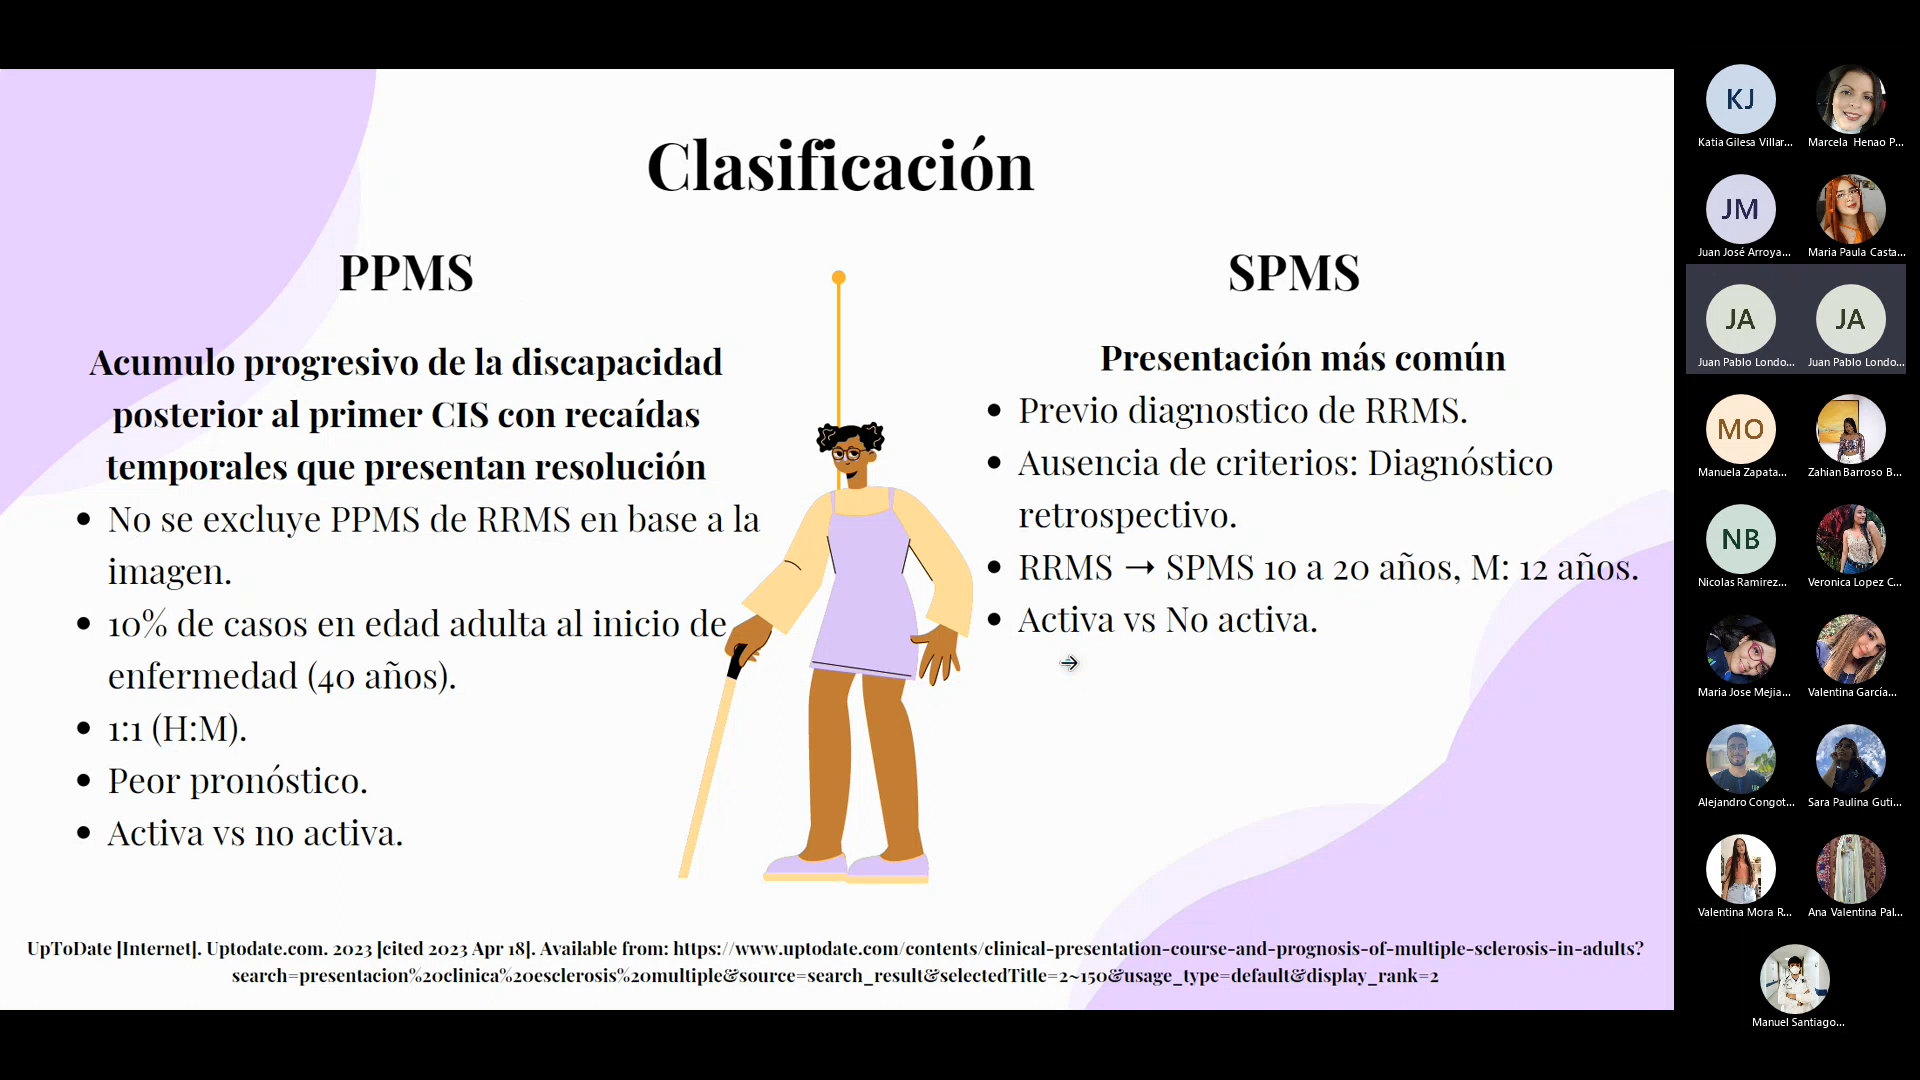 Clasificación
PPMS
Acumulo progresivo de la discapacidad
posterior al primer CIS con recaídas
temporales que presentan resolución
No se excluye PPMS de RRMS en base a la
imagen.
10% de casos en edad adulta al inicio de
enfermedad (40 años).
1:1 (H:M).
Peor pronóstico.
Activa vs no activa.
SPMS
Presentación más común
Previo diagnostico de RRMS.
Ausencia de criterios: Diagnóstico
retrospectivo.
RRMS → SPMS 10 a 20 años, M: 12 años.
Activa vs No activa.
UpToDate [Internet]. Uptodate.com. 2023 [cited 2023 Apr 18]. Available from: https://www.uptodate.com/contents/clinical-presentation-course-and-prognosis-of-multiple-sclerosis-in-adults?
search=presentacion%20clinica%20esclerosis%20multiple&source=search_result&selectedTitle=2~150&usage_type=default&display_rank=2
KJ
Katia Gilesa Villar...
Marcela Henao P...
JM
Juan José Arroya...
Maria Paula Casta...
JA
Juan Pablo Londo...
JA
Juan Pablo Londo...
MO
Manuela Zapata...
Zahian Barroso B...
NB
Nicolas Ramirez...
Veronica Lopez C...
Maria Jose Mejia...
Valentina García...
Alejandro Congot...
Sara Paulina Guti...
Valentina Mora R...
Ana Valentina Pal...
Manuel Santiago...